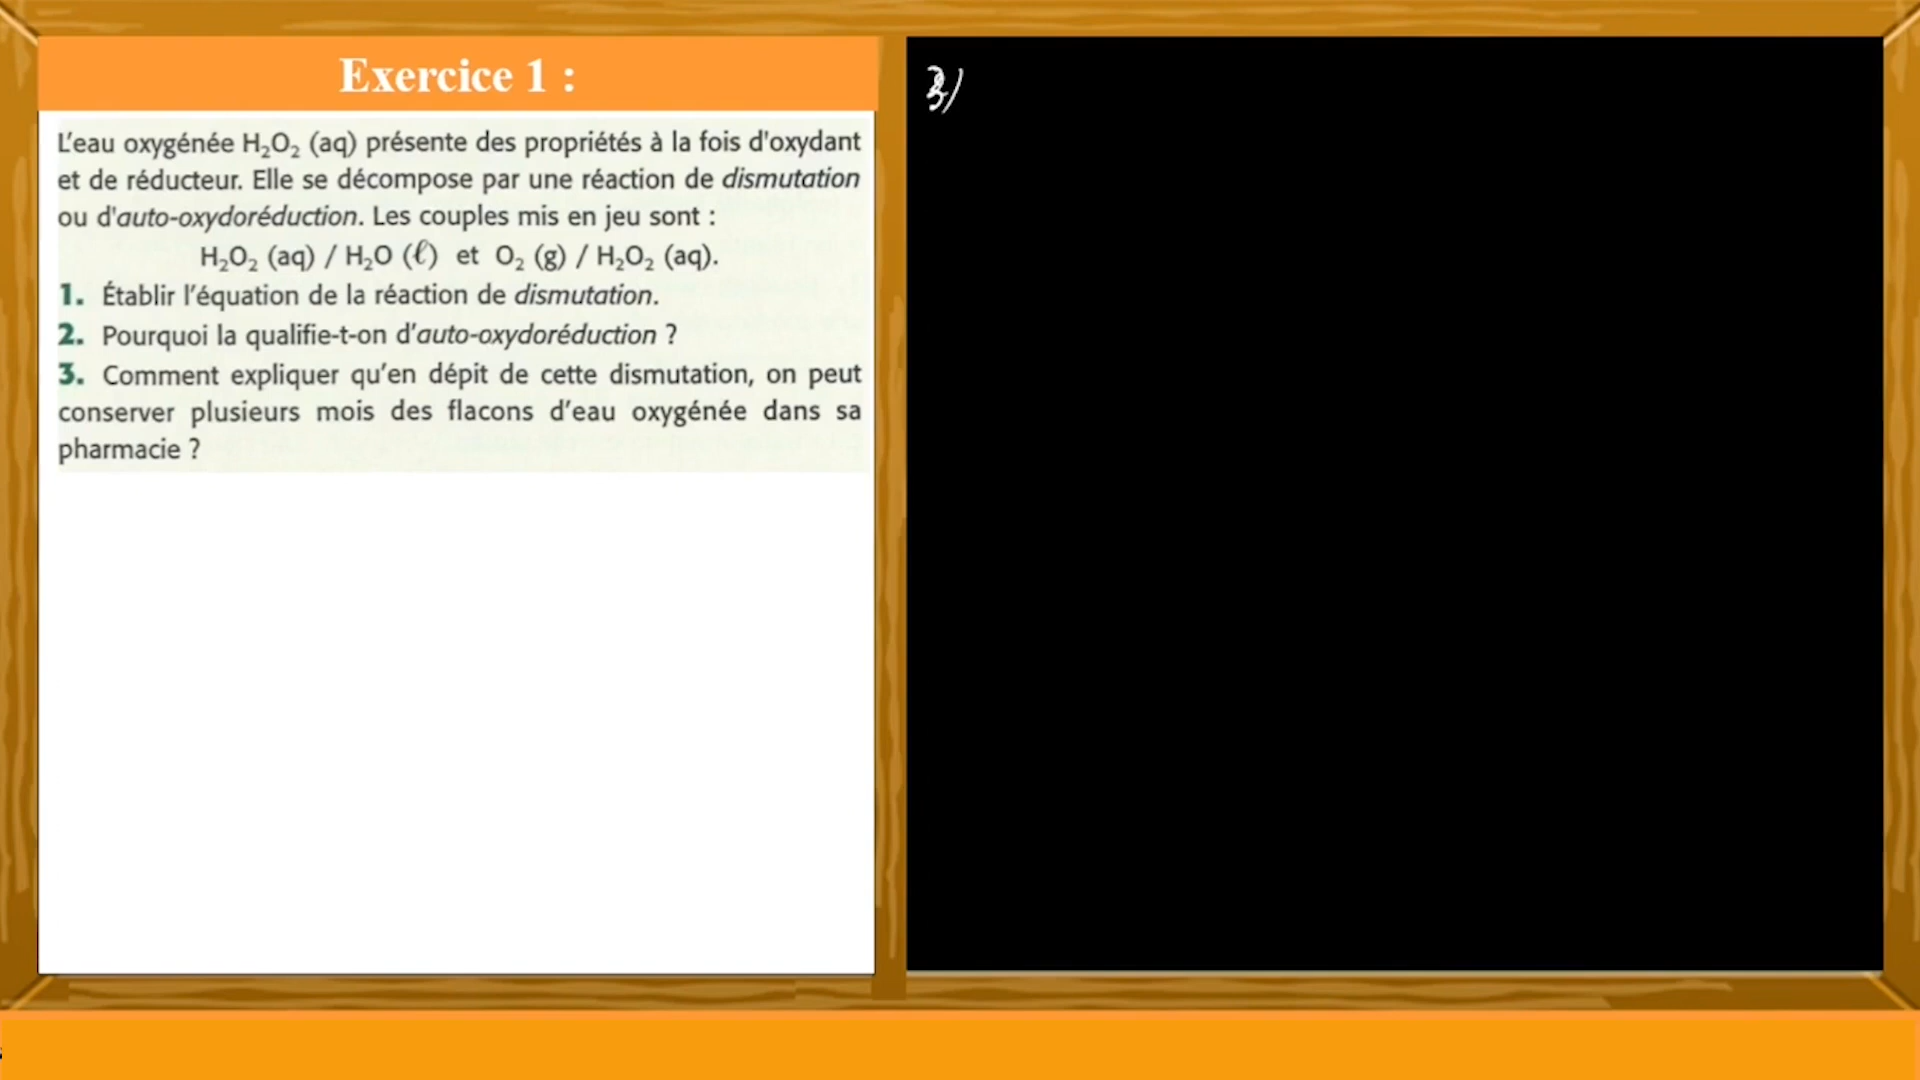 Exercice 1 :
L'eau oxygénée H₂O₂ (aq) présente des propriétés à la fois d'oxydant
et de réducteur. Elle se décompose par une réaction de dismutation
ou d'auto-oxydoréduction. Les couples mis en jeu sont :
H₂O₂ (aq) / H₂O (ℓ) et O₂ (g) / H₂O₂ (aq).
1. Établir l'équation de la réaction de dismutation.
2. Pourquoi la qualifie-t-on d'auto-oxydoréduction ?
3. Comment expliquer qu'en dépit de cette dismutation, on peut
conserver plusieurs mois des flacons d'eau oxygénée dans sa
pharmacie ?